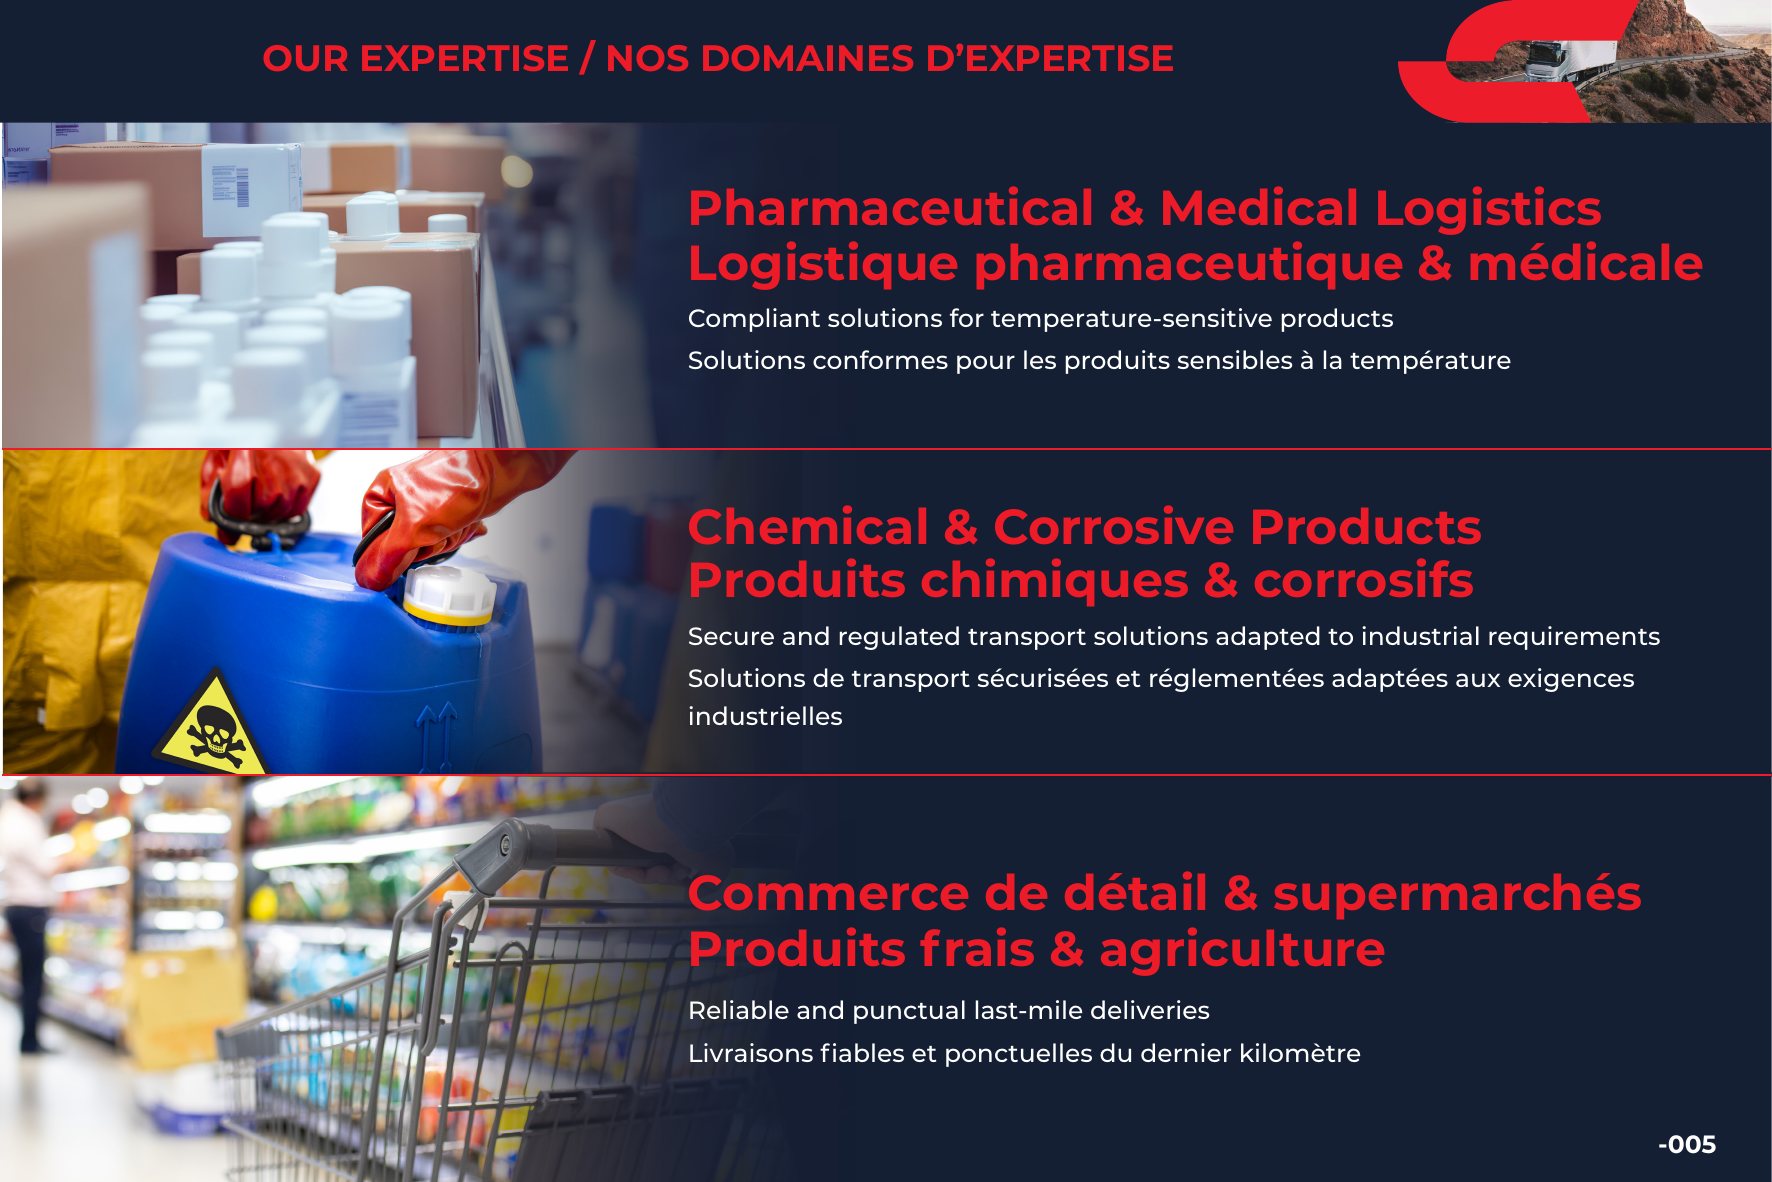 OUR EXPERTISE / NOS DOMAINES D’EXPERTISE
Pharmaceutical & Medical Logistics
Logistique pharmaceutique & médicale
Compliant solutions for temperature-sensitive products
Solutions conformes pour les produits sensibles à la température
Chemical & Corrosive Products
Produits chimiques & corrosifs
Secure and regulated transport solutions adapted to industrial requirements
Solutions de transport sécurisées et réglementées adaptées aux exigences
industrielles
Commerce de détail & supermarchés
Produits frais & agriculture
Reliable and punctual last-mile deliveries
Livraisons fiables et ponctuelles du dernier kilomètre
-005